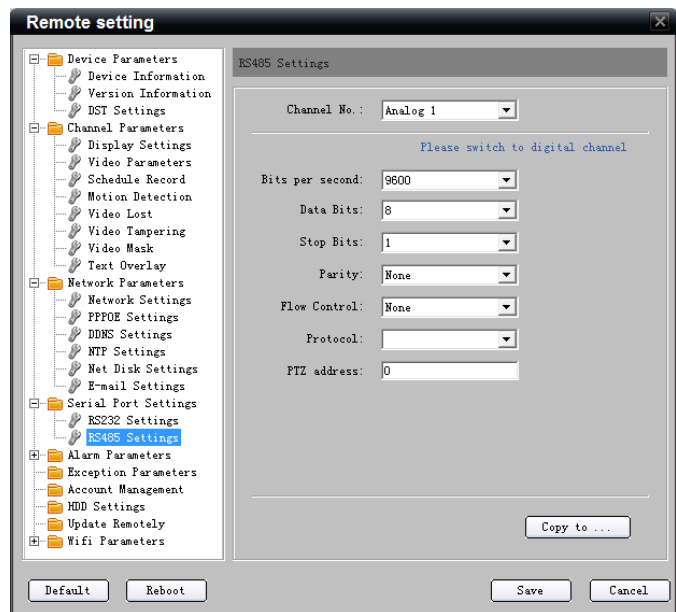 Remote setting
Device Parameters
Device Information
Version Information
DST Settings
Channel Parameters
Display Settings
Video Parameters
Schedule Record
Motion Detection
Video Lost
Video Tampering
Video Mask
Text Overlay
Network Parameters
Network Settings
PPPOE Settings
DDNS Settings
NTP Settings
Net Disk Settings
E-mail Settings
Serial Port Settings
RS232 Settings
RS485 Settings
Alarm Parameters
Exception Parameters
Account Management
HDD Settings
Update Remotely
Wifi Parameters
RS485 Settings
Channel No.: Analog 1
Please switch to digital channel
Bits per second: 9600
Data Bits: 8
Stop Bits: 1
Parity: None
Flow Control: None
Protocol:
PTZ address: 0
Copy to ...
Default Reboot Save Cancel